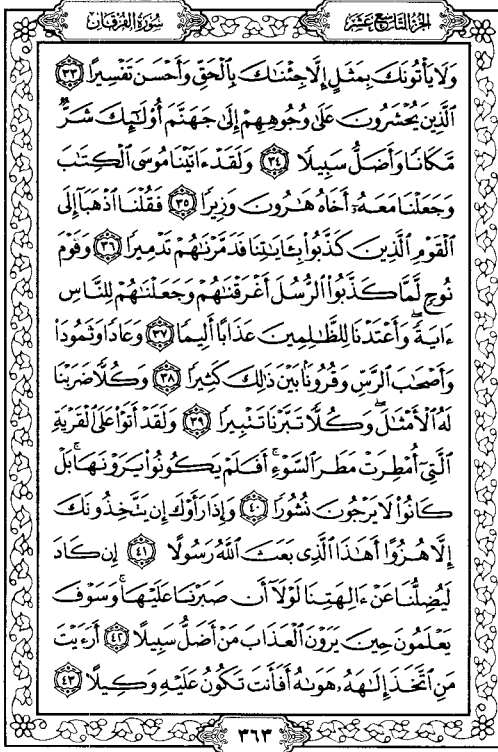 الجزء التاسع عشر
سورة الفرقان
وَلَا يَأْتُونَكَ بِمَثَلٍ إِلَّا جِئْنَٰكَ بِٱلْحَقِّ وَأَحْسَنَ تَفْسِيرًا ٣٣
ٱلَّذِينَ يُحْشَرُونَ عَلَىٰ وُجُوهِهِمْ إِلَىٰ جَهَنَّمَ أُو۟لَٰٓئِكَ شَرٌّ
مَّكَانًا وَأَضَلُّ سَبِيلًا ٣٤ وَلَقَدْ ءَاتَيْنَا مُوسَى ٱلْكِتَٰبَ
وَجَعَلْنَا مَعَهُۥٓ أَخَاهُ هَٰرُونَ وَزِيرًا ٣٥ فَقُلْنَا ٱذْهَبَآ إِلَى
ٱلْقَوْمِ ٱلَّذِينَ كَذَّبُوا۟ بِـَٔايَٰتِنَا فَدَمَّرْنَٰهُمْ تَدْمِيرًا ٣٦ وَقَوْمَ
نُوحٍ لَّمَّا كَذَّبُوا۟ ٱلرُّسُلَ أَغْرَقْنَٰهُمْ وَجَعَلْنَٰهُمْ لِلنَّاسِ
ءَايَةً ۖ وَأَعْتَدْنَا لِلظَّٰلِمِينَ عَذَابًا أَلِيمًا ٣٧ وَعَادًا وَثَمُودَا۟
وَأَصْحَٰبَ ٱلرَّسِّ وَقُرُونًۢا بَيْنَ ذَٰلِكَ كَثِيرًا ٣٨ وَكُلًّا ضَرَبْنَا
لَهُ ٱلْأَمْثَٰلَ ۖ وَكُلًّا تَبَّرْنَا تَتْبِيرًا ٣٩ وَلَقَدْ أَتَوْا۟ عَلَى ٱلْقَرْيَةِ
ٱلَّتِىٓ أُمْطِرَتْ مَطَرَ ٱلسَّوْءِ ۚ أَفَلَمْ يَكُونُوا۟ يَرَوْنَهَا ۚ بَلْ
كَانُوا۟ لَا يَرْجُونَ نُشُورًا ٤٠ وَإِذَا رَأَوْكَ إِن يَتَّخِذُونَكَ
إِلَّا هُزُوًا أَهَٰذَا ٱلَّذِى بَعَثَ ٱللَّهُ رَسُولًا ٤١ إِن كَادَ
لَيُضِلُّنَا عَنْ ءَالِهَتِنَا لَوْلَآ أَن صَبَرْنَا عَلَيْهَا ۚ وَسَوْفَ
يَعْلَمُونَ حِينَ يَرَوْنَ ٱلْعَذَابَ مَنْ أَضَلُّ سَبِيلًا ٤٢ أَرَءَيْتَ
مَنِ ٱتَّخَذَ إِلَٰهَهُۥ هَوَىٰهُ أَفَأَنتَ تَكُونُ عَلَيْهِ وَكِيلًا ٤٣
٣٦٣